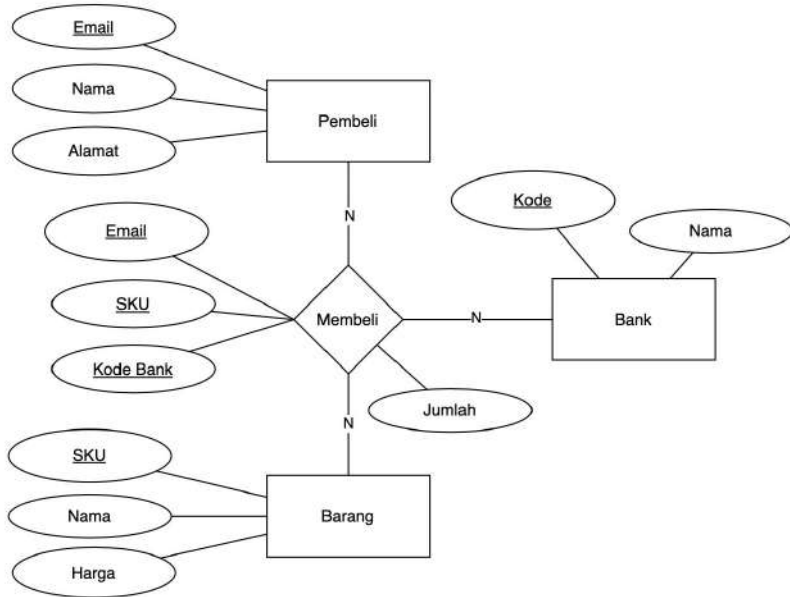 Email
Nama
Pembeli
Alamat
Kode
N
Nama
Email
SKU
Membeli
N
Bank
Kode Bank
Jumlah
N
SKU
Nama
Barang
Harga